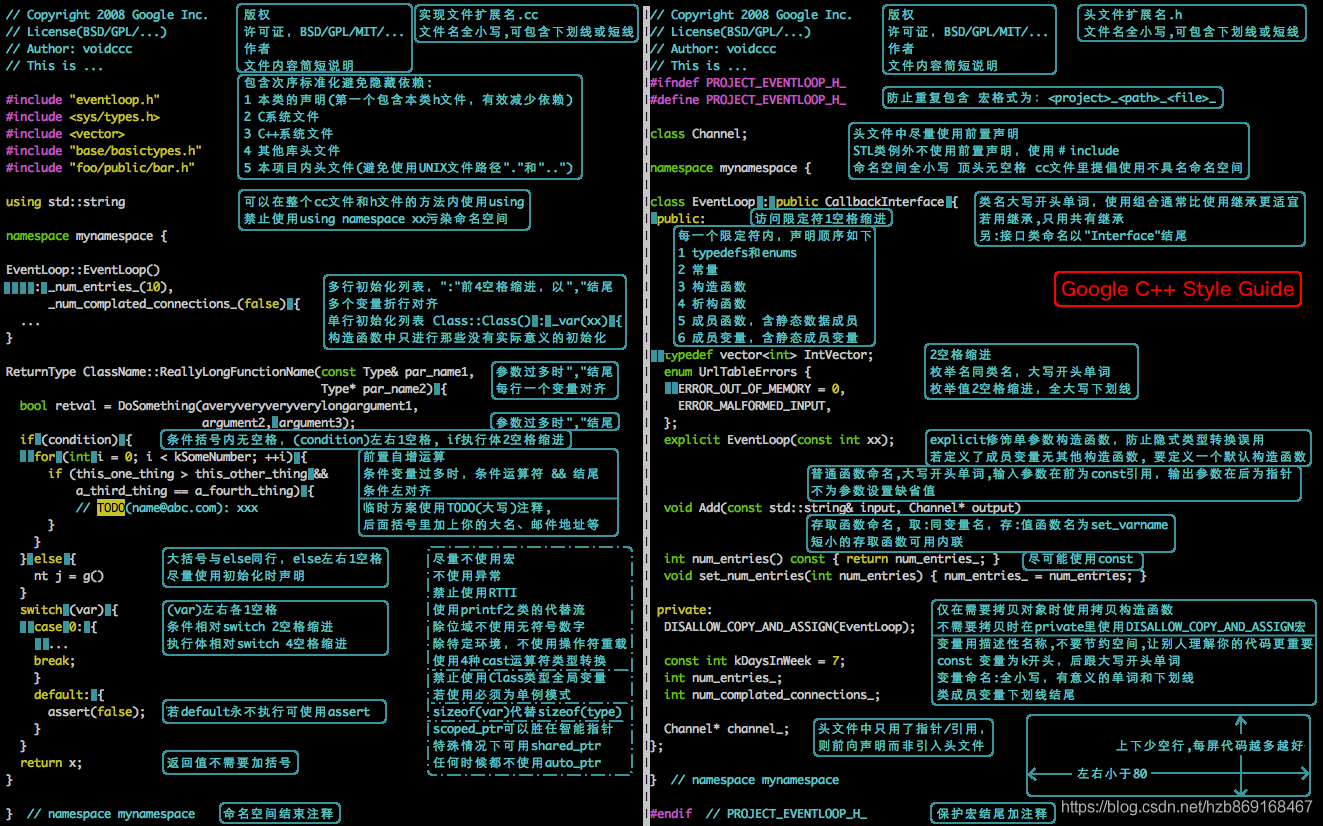 // Copyright 2008 Google Inc.
// License(BSD/GPL/...)
// Author: voidccc
// This is ...
版权
许可证, BSD/GPL/MIT/...
作者
文件内容简短说明
实现文件扩展名.cc
文件名全小写,可包含下划线或短线
#include "eventloop.h"
#include <sys/types.h>
#include <vector>
#include "base/basictypes.h"
#include "foo/public/bar.h"
包含次序标准化避免隐藏依赖:
1 本类的声明(第一个包含本类h文件, 有效减少依赖)
2 C系统文件
3 C++系统文件
4 其他库头文件
5 本项目内头文件(避免使用UNIX文件路径"."和"..")
using std::string
可以在整个cc文件和h文件的方法内使用using
禁止使用using namespace xx污染命名空间
namespace mynamespace {
EventLoop::EventLoop()
: _num_entries_(10),
_num_complated_connections_(false) {
...
}
多行初始化列表, ":"前4空格缩进, 以","结尾
多个变量折行对齐
单行初始化列表 Class::Class() : _var(xx) {
构造函数中只进行那些没有实际意义的初始化
ReturnType ClassName::ReallyLongFunctionName(const Type& par_name1,
Type* par_name2) {
参数过多时","结尾
每行一个变量对齐
bool retval = DoSomething(averyveryveryverylongargument1,
argument2, argument3);
参数过多时","结尾
if (condition) {
条件括号内无空格, (condition)左右1空格, if执行体2空格缩进
for (int i = 0; i < kSomeNumber; ++i) {
if (this_one_thing > this_other_thing &&
a_third_thing == a_fourth_thing) {
// TODO(name@abc.com): xxx
}
}
前置自增运算
条件变量过多时, 条件运算符 && 结尾
条件左对齐
临时方案使用TODO(大写)注释,
后面括号里加上你的大名、邮件地址等
} else {
nt j = g()
}
大括号与else同行, else左右1空格
尽量使用初始化时声明
switch (var) {
case 0: {
...
break;
}
default: {
assert(false);
}
}
return x;
}
(var)左右各1空格
条件相对switch 2空格缩进
执行体相对switch 4空格缩进
若default永不执行可使用assert
返回值不需要加括号
尽量不使用宏
不使用异常
禁止使用RTTI
使用printf之类的代替流
除位域不使用无符号数字
除特定环境, 不使用操作符重载
使用4种cast运算符类型转换
禁止使用Class类型全局变量
若使用必须为单例模式
sizeof(var)代替sizeof(type)
scoped_ptr可以胜任智能指针
特殊情况下可用shared_ptr
任何时候都不使用auto_ptr
} // namespace mynamespace
命名空间结束注释
// Copyright 2008 Google Inc.
// License(BSD/GPL/...)
// Author: voidccc
// This is ...
版权
许可证, BSD/GPL/MIT/...
作者
文件内容简短说明
头文件扩展名.h
文件名全小写,可包含下划线或短线
#ifndef PROJECT_EVENTLOOP_H_
#define PROJECT_EVENTLOOP_H_
防止重复包含 宏格式为: <project>_<path>_<file>_
class Channel;
namespace mynamespace {
头文件中尽量使用前置声明
STL类例外不使用前置声明, 使用#include
命名空间全小写 顶头无空格 cc文件里提倡使用不具名命名空间
class EventLoop : public CallbackInterface {
public:
访问限定符1空格缩进
类名大写开头单词, 使用组合通常比使用继承更适宜
若用继承,只用共有继承
另:接口类命名以"Interface"结尾
每一个限定符内, 声明顺序如下
1 typedefs和enums
2 常量
3 构造函数
4 析构函数
5 成员函数, 含静态数据成员
6 成员变量, 含静态成员变量
Google C++ Style Guide
typedef vector<int> IntVector;
enum UrlTableErrors {
ERROR_OUT_OF_MEMORY = 0,
ERROR_MALFORMED_INPUT,
};
2空格缩进
枚举名同类名, 大写开头单词
枚举值2空格缩进, 全大写下划线
explicit EventLoop(const int xx);
explicit修饰单参数构造函数, 防止隐式类型转换误用
若定义了成员变量无其他构造函数, 要定义一个默认构造函数
普通函数命名,大写开头单词,输入参数在前为const引用, 输出参数在后为指针
不为参数设置缺省值
void Add(const std::string& input, Channel* output)
存取函数命名, 取:同变量名, 存:值函数名为set_varname
短小的存取函数可用内联
int num_entries() const { return num_entries_; }
尽可能使用const
void set_num_entries(int num_entries) { num_entries_ = num_entries; }
private:
DISALLOW_COPY_AND_ASSIGN(EventLoop);
仅在需要拷贝对象时使用拷贝构造函数
不需要拷贝时在private里使用DISALLOW_COPY_AND_ASSIGN宏
变量用描述性名称,不要节约空间,让别人理解你的代码更重要
const 变量为k开头, 后跟大写开头单词
变量命名:全小写, 有意义的单词和下划线
类成员变量下划线结尾
const int kDaysInWeek = 7;
int num_entries_;
int num_complated_connections_;
Channel* channel_;
};
头文件中只用了指针/引用,
则前向声明而非引入头文件
上下少空行,每屏代码越多越好
左右小于80
} // namespace mynamespace
#endif // PROJECT_EVENTLOOP_H_
保护宏结尾加注释
https://blog.csdn.net/hzb869168467